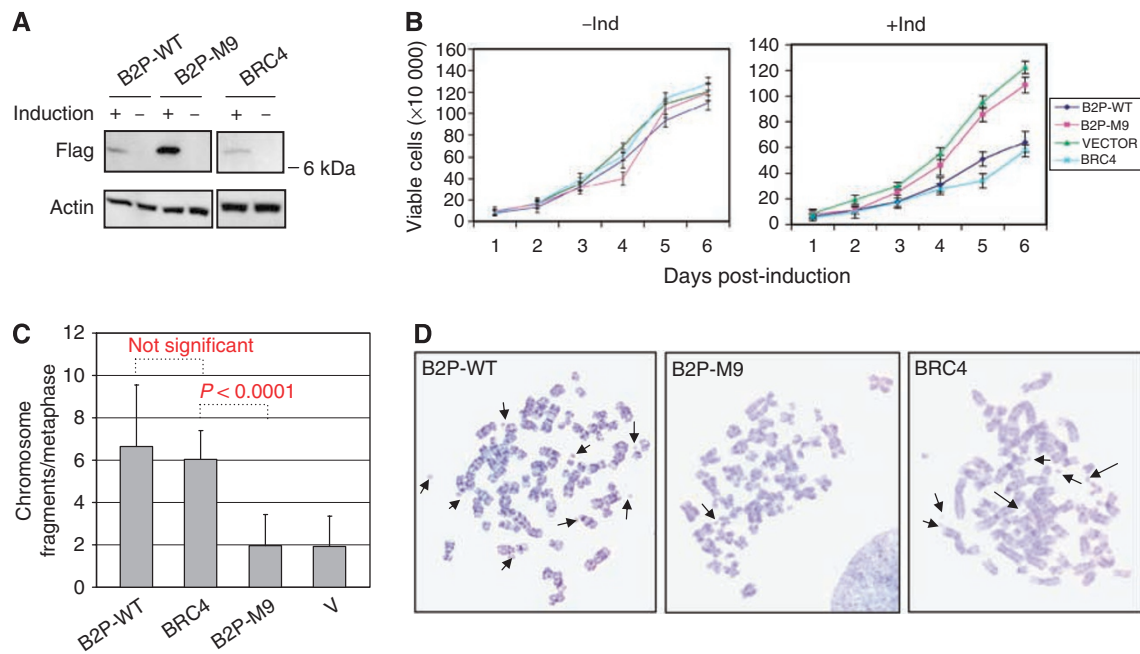 A
B2P-WT
B2P-M9
BRC4
Induction + − + − + −
Flag
− 6 kDa
Actin
B
−Ind
+Ind
Viable cells (×10 000)
160
140
120
100
80
60
40
20
0
1 2 3 4 5 6
140
120
100
80
60
40
20
0
1 2 3 4 5 6
Days post-induction
B2P-WT
B2P-M9
VECTOR
BRC4
C
Chromosome
fragments/metaphase
12
10
8
6
4
2
0
Not significant
P < 0.0001
B2P-WT
BRC4
B2P-M9
V
D
B2P-WT
B2P-M9
BRC4